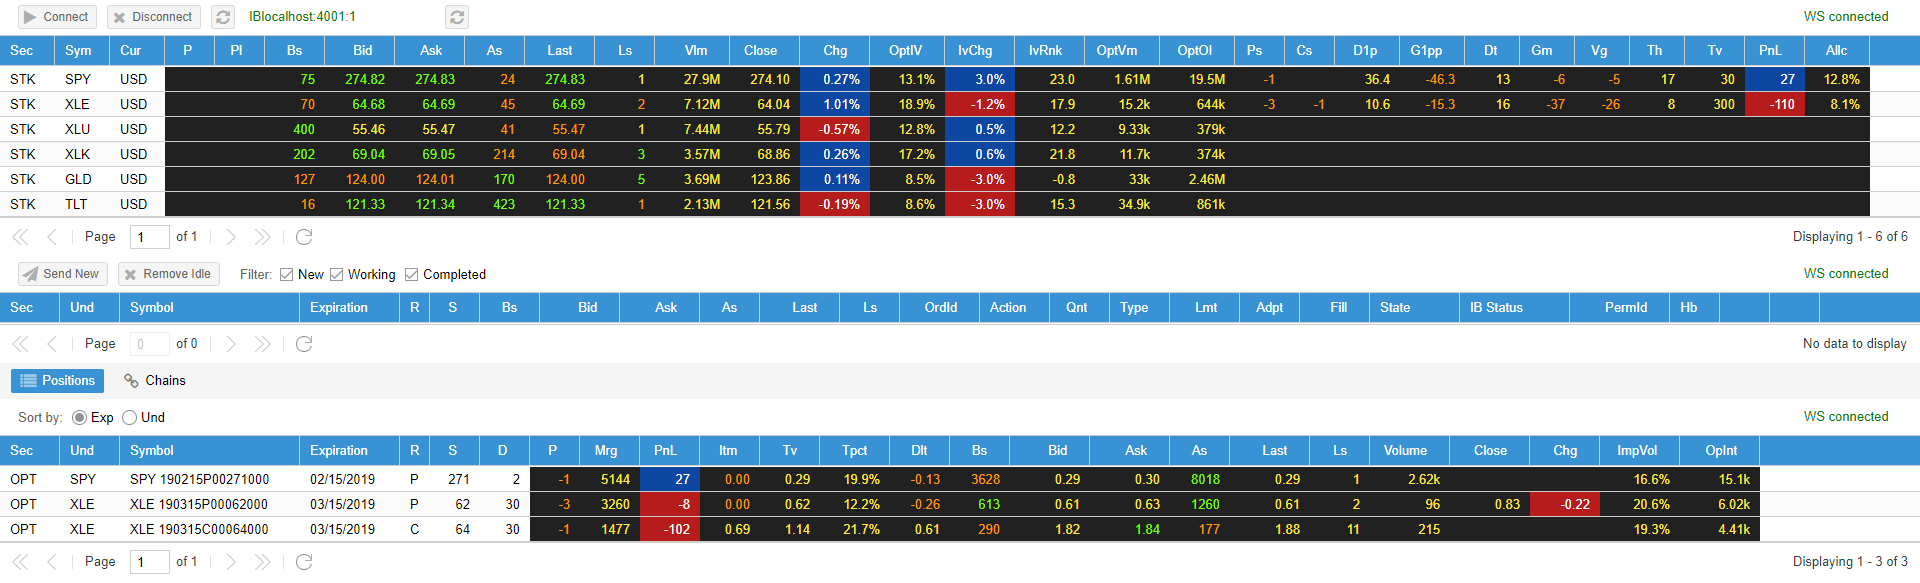 Connect Disconnect IBlocalhost:4001:1 WS connected
Sec Sym Cur P Pl Bs Bid Ask As Last Ls Vlm Close Chg OptIV IvChg IvRnk OptVm OptOI Ps Cs D1p G1pp Dt Gm Vg Th Tv PnL Allc
STK SPY USD 75 274.82 274.83 24 274.83 1 27.9M 274.10 0.27% 13.1% 3.0% 23.0 1.61M 19.5M -1 36.4 -46.3 13 -6 -5 17 30 27 12.8%
STK XLE USD 70 64.68 64.69 45 64.69 2 7.12M 64.04 1.01% 18.9% -1.2% 17.9 15.2k 644k -3 -1 10.6 -15.3 16 -37 -26 8 300 -110 8.1%
STK XLU USD 400 55.46 55.47 41 55.47 1 7.44M 55.79 -0.57% 12.8% 0.5% 12.2 9.33k 379k
STK XLK USD 202 69.04 69.05 214 69.04 3 3.57M 68.86 0.26% 17.2% 0.6% 21.8 11.7k 374k
STK GLD USD 127 124.00 124.01 170 124.00 5 3.69M 123.86 0.11% 8.5% -3.0% -0.8 33k 2.46M
STK TLT USD 16 121.33 121.34 423 121.33 1 2.13M 121.56 -0.19% 8.6% -3.0% 15.3 34.9k 861k
Page 1 of 1 Displaying 1 - 6 of 6
Send New Remove Idle Filter: New Working Completed WS connected
Sec Und Symbol Expiration R S Bs Bid Ask As Last Ls OrdId Action Qnt Type Lmt Adpt Fill State IB Status PermId Hb
Page 0 of 0 No data to display
Positions Chains
Sort by: Exp Und WS connected
Sec Und Symbol Expiration R S D P Mrg PnL Itm Tv Tpct Dlt Bs Bid Ask As Last Ls Volume Close Chg ImpVol OpInt
OPT SPY SPY 190215P00271000 02/15/2019 P 271 2 -1 5144 27 0.00 0.29 19.9% -0.13 3628 0.29 0.30 8018 0.29 1 2.62k 16.6% 15.1k
OPT XLE XLE 190315P00062000 03/15/2019 P 62 30 -3 3260 -8 0.00 0.62 12.2% -0.26 613 0.61 0.63 1260 0.61 2 96 0.83 -0.22 20.6% 6.02k
OPT XLE XLE 190315C00064000 03/15/2019 C 64 30 -1 1477 -102 0.69 1.14 21.7% 0.61 290 1.82 1.84 177 1.88 11 215 19.3% 4.41k
Page 1 of 1 Displaying 1 - 3 of 3